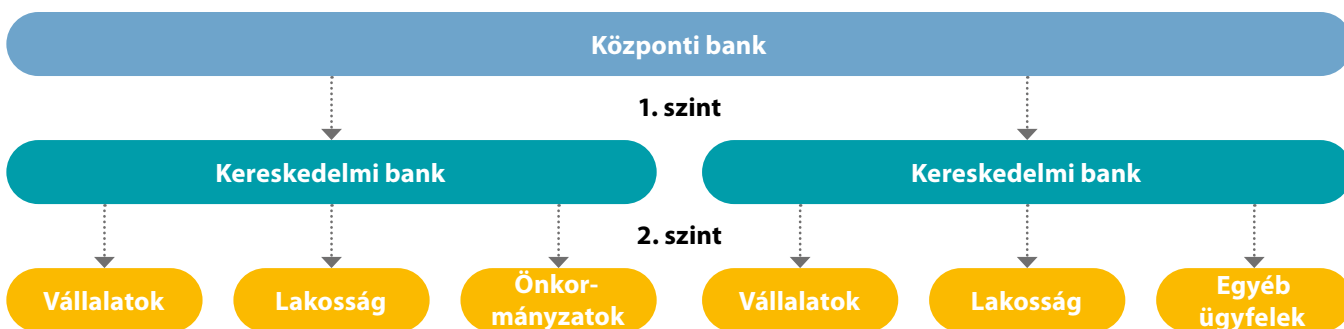 Központi bank
1. szint
Kereskedelmi bank
Kereskedelmi bank
2. szint
Vállalatok
Lakosság
Önkor-
mányzatok
Vállalatok
Lakosság
Egyéb
ügyfelek